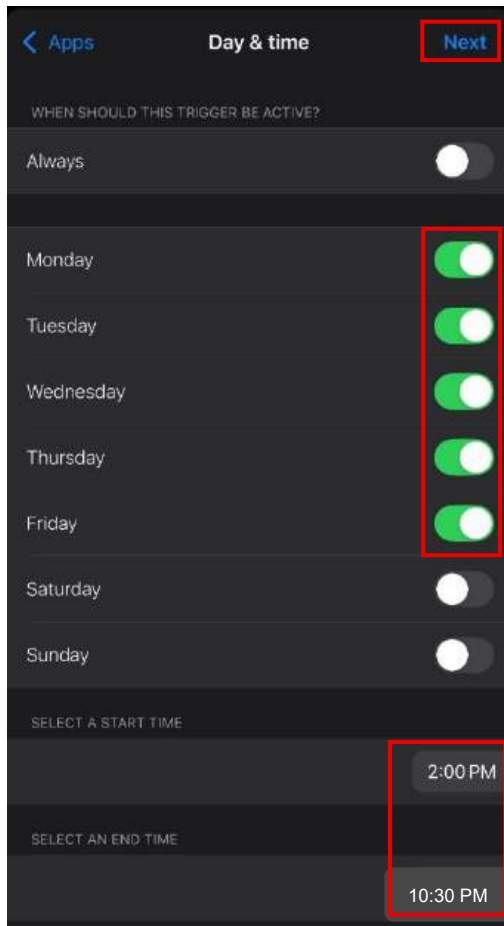 Apps Day & time Next
WHEN SHOULD THIS TRIGGER BE ACTIVE?
Always
Monday
Tuesday
Wednesday
Thursday
Friday
Saturday
Sunday
SELECT A START TIME
2:00 PM
SELECT AN END TIME
10:30 PM